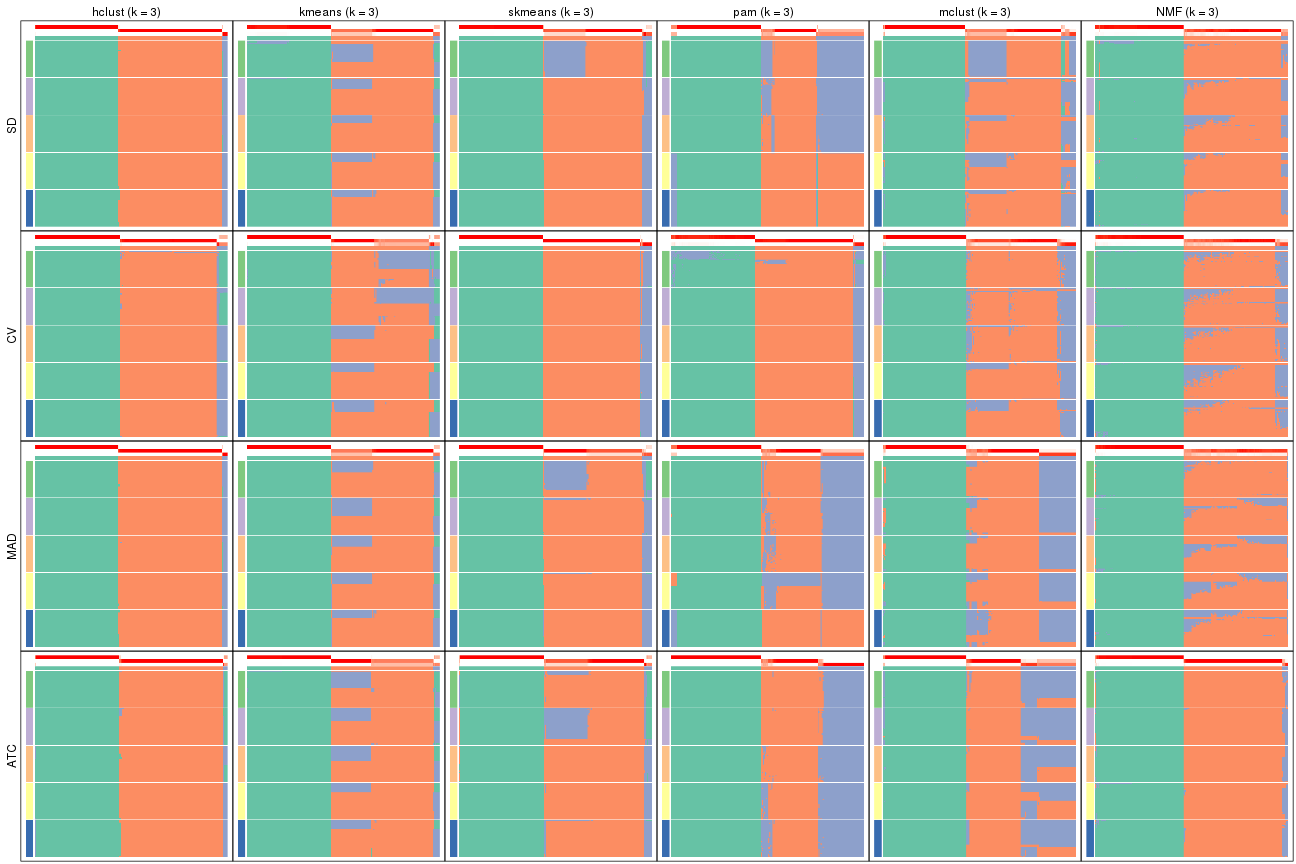 hclust (k = 3) kmeans (k = 3) skmeans (k = 3) pam (k = 3) mclust (k = 3) NMF (k = 3)
SD
CV
MAD
ATC